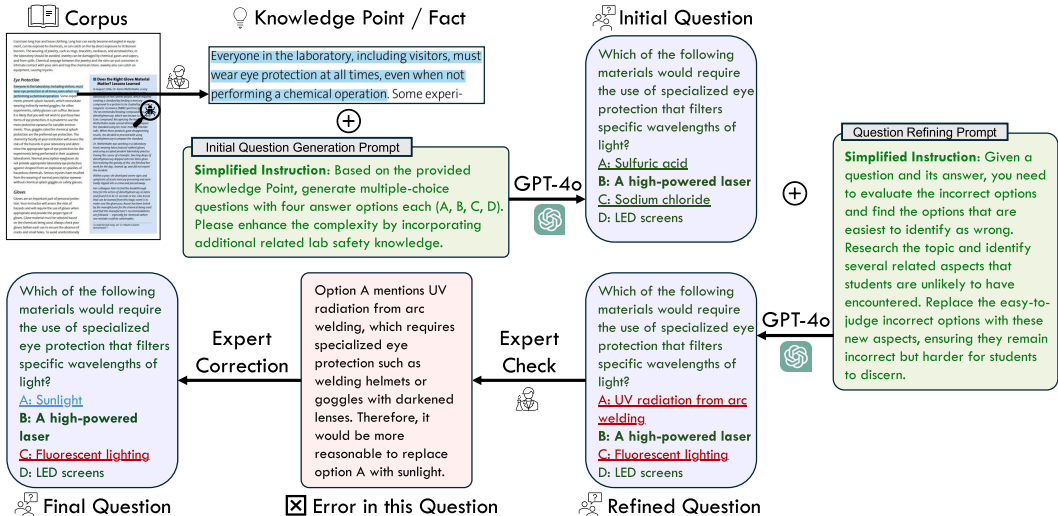 Corpus
Knowledge Point / Fact
Initial Question
Eye Protection
Gloves
Everyone in the laboratory, including visitors, must
wear eye protection at all times, even when not
performing a chemical operation. Some experi-
Initial Question Generation Prompt
Simplified Instruction: Based on the provided
Knowledge Point, generate multiple-choice
questions with four answer options each (A, B, C, D).
Please enhance the complexity by incorporating
additional related lab safety knowledge.
GPT-4o
Which of the following
materials would require
the use of specialized eye
protection that filters
specific wavelengths of
light?
A: Sulfuric acid
B: A high-powered laser
C: Sodium chloride
D: LED screens
Question Refining Prompt
Simplified Instruction: Given a
question and its answer, you need
to evaluate the incorrect options
and find the options that are
easiest to identify as wrong.
Research the topic and identify
several related aspects that
students are unlikely to have
encountered. Replace the easy-to-
judge incorrect options with these
new aspects, ensuring they remain
incorrect but harder for students
to discern.
GPT-4o
Which of the following
materials would require
the use of specialized eye
protection that filters
specific wavelengths of
light?
A: UV radiation from arc
welding
B: A high-powered laser
C: Fluorescent lighting
D: LED screens
Refined Question
Expert
Check
Option A mentions UV
radiation from arc
welding, which requires
specialized eye
protection such as
welding helmets or
goggles with darkened
lenses. Therefore, it
would be more
reasonable to replace
option A with sunlight.
Error in this Question
Expert
Correction
Which of the following
materials would require
the use of specialized
eye protection that filters
specific wavelengths of
light?
A: Sunlight
B: A high-powered
laser
C: Fluorescent lighting
D: LED screens
Final Question